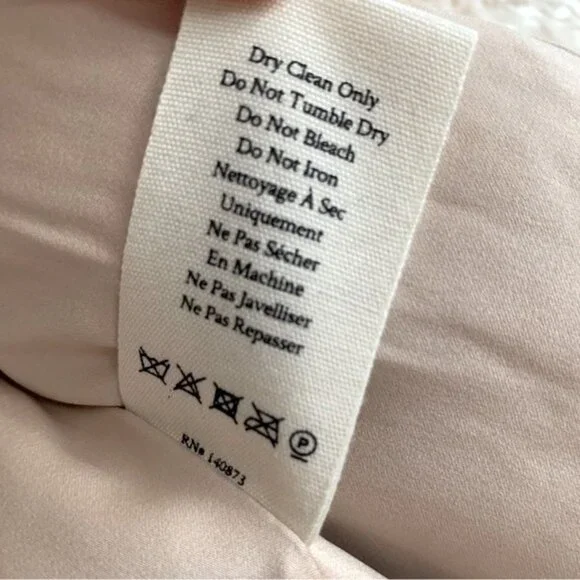 Dry Clean Only
Do Not Tumble Dry
Do Not Bleach
Do Not Iron
Nettoyage À Sec
Uniquement
Ne Pas Sécher
En Machine
Ne Pas Javelliser
Ne Pas Repasser
P
RN# 140873